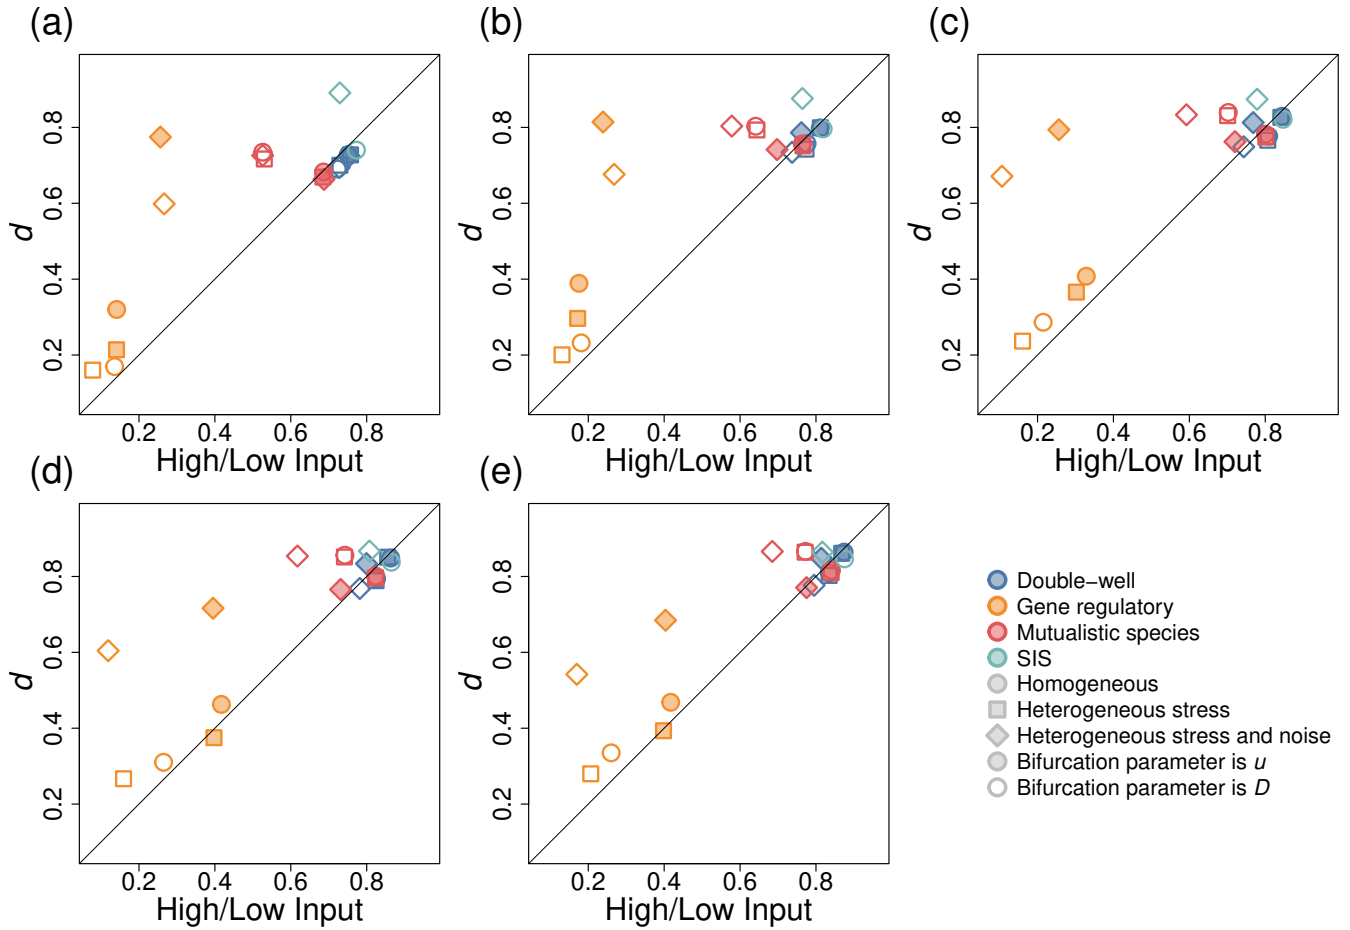 (a)
0.8
0.6
0.4
0.2
d
0.2 0.4 0.6 0.8
High/Low Input
(b)
0.8
0.6
0.4
0.2
d
0.2 0.4 0.6 0.8
High/Low Input
(c)
0.8
0.6
0.4
0.2
d
0.2 0.4 0.6 0.8
High/Low Input
(d)
0.8
0.6
0.4
0.2
d
0.2 0.4 0.6 0.8
High/Low Input
(e)
0.8
0.6
0.4
0.2
d
0.2 0.4 0.6 0.8
High/Low Input
Double−well
Gene regulatory
Mutualistic species
SIS
Homogeneous
Heterogeneous stress
Heterogeneous stress and noise
Bifurcation parameter is u
Bifurcation parameter is D